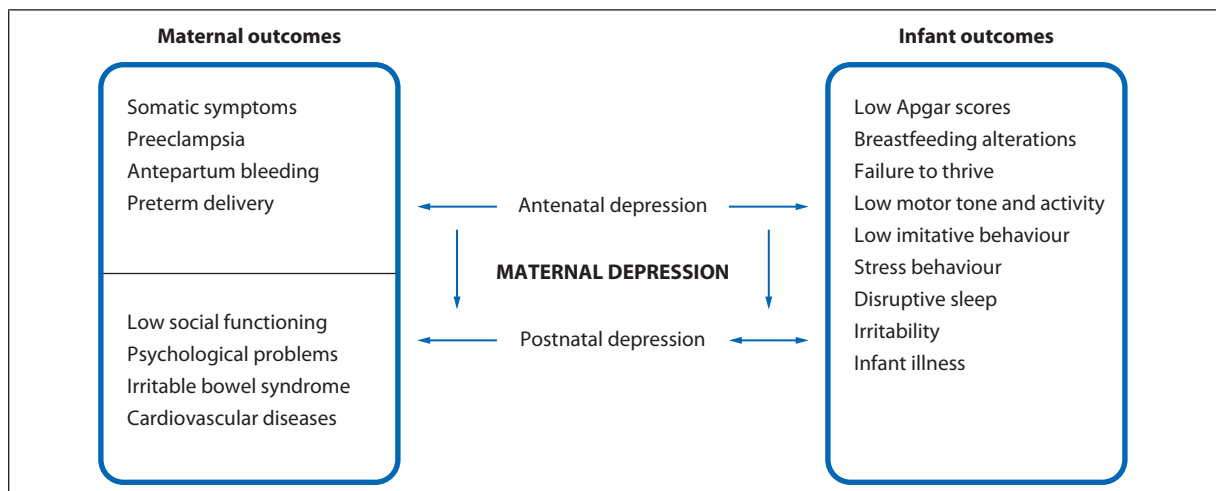 Maternal outcomes
Somatic symptoms
Preeclampsia
Antepartum bleeding
Preterm delivery
Low social functioning
Psychological problems
Irritable bowel syndrome
Cardiovascular diseases
Antenatal depression
MATERNAL DEPRESSION
Postnatal depression
Infant outcomes
Low Apgar scores
Breastfeeding alterations
Failure to thrive
Low motor tone and activity
Low imitative behaviour
Stress behaviour
Disruptive sleep
Irritability
Infant illness